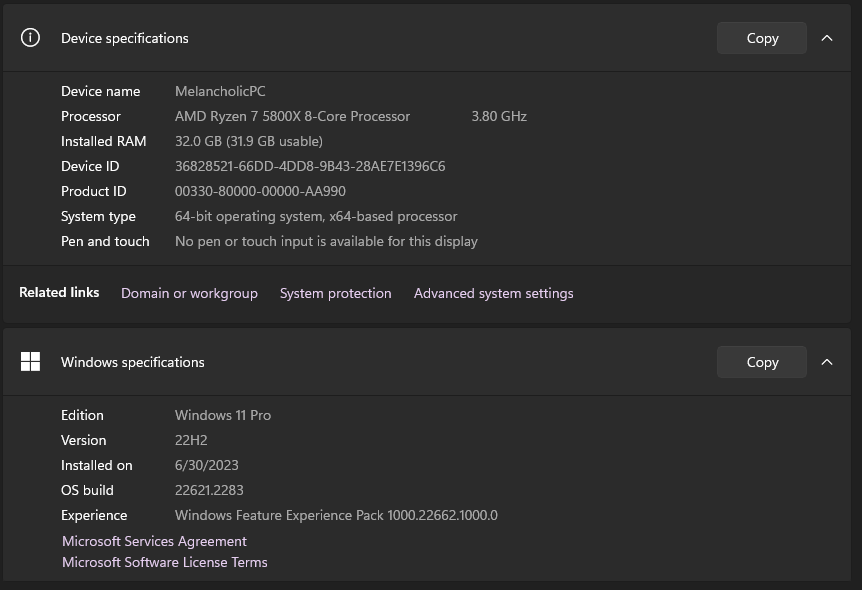 Device specifications Copy
Device name MelancholicPC
Processor AMD Ryzen 7 5800X 8-Core Processor 3.80 GHz
Installed RAM 32.0 GB (31.9 GB usable)
Device ID 36828521-66DD-4DD8-9B43-28AE7E1396C6
Product ID 00330-80000-00000-AA990
System type 64-bit operating system, x64-based processor
Pen and touch No pen or touch input is available for this display
Related links Domain or workgroup System protection Advanced system settings
Windows specifications Copy
Edition Windows 11 Pro
Version 22H2
Installed on 6/30/2023
OS build 22621.2283
Experience Windows Feature Experience Pack 1000.22662.1000.0
Microsoft Services Agreement
Microsoft Software License Terms